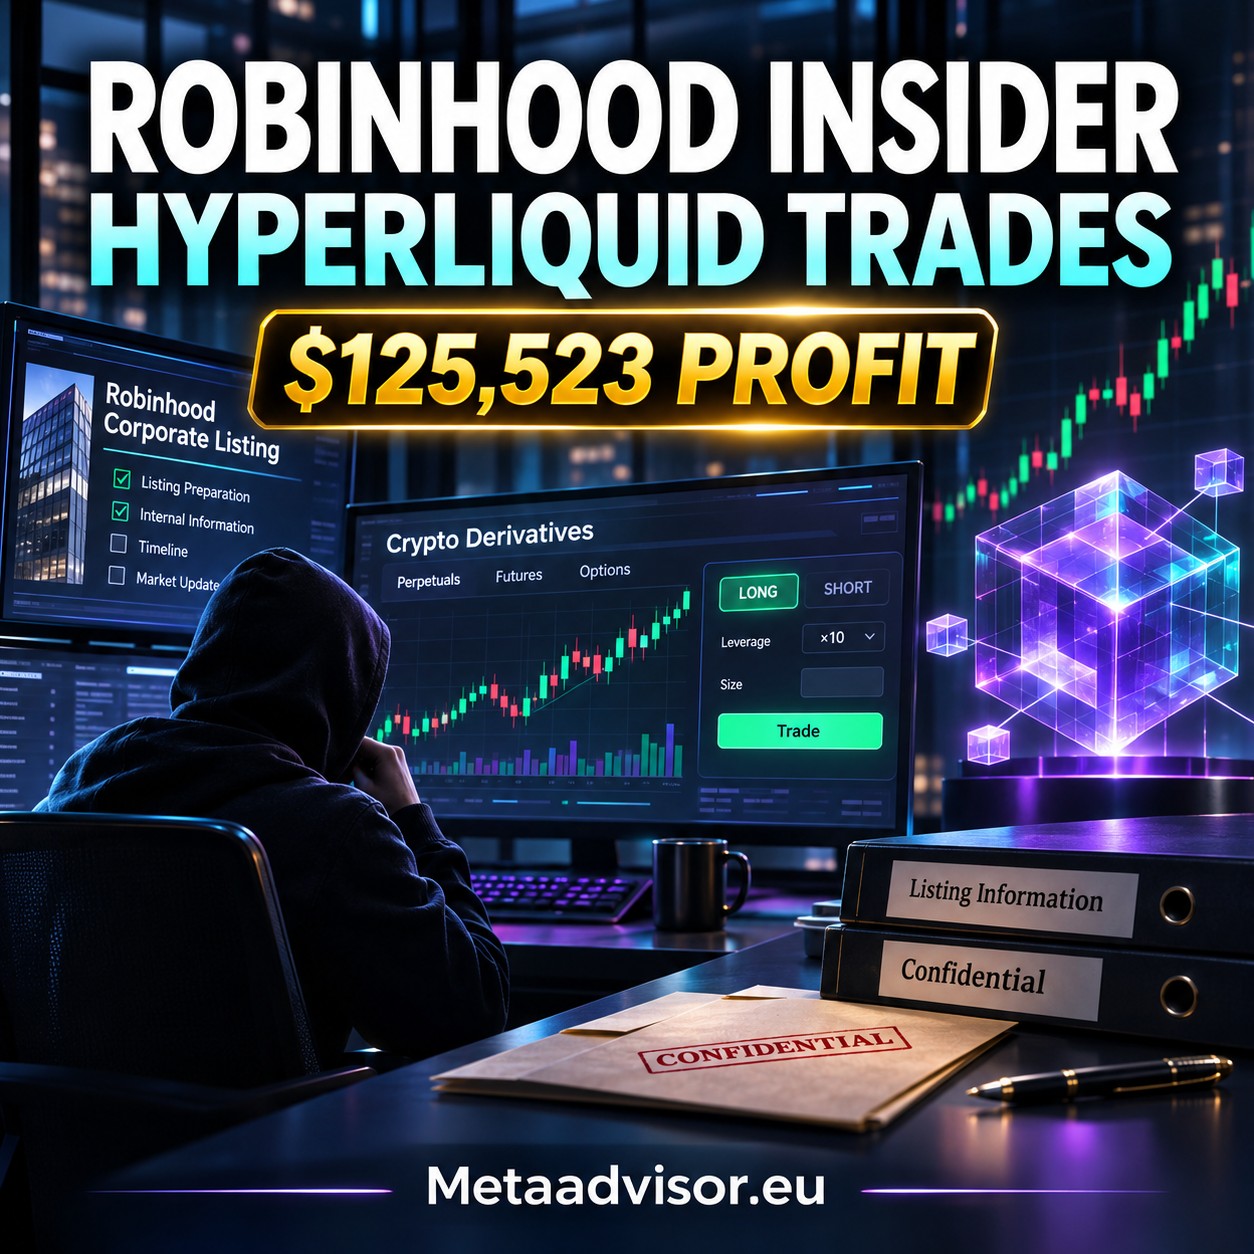 ROBINHOOD INSIDER
HYPERLIQUID TRADES
$125,523 PROFIT
Robinhood
Corporate Listing
Listing Preparation
Internal Information
Timeline
Market Update
Crypto Derivatives
Perpetuals
Futures
Options
LONG
SHORT
Leverage
×10
Size
Trade
Listing Information
Confidential
CONFIDENTIAL
Metaadvisor.eu